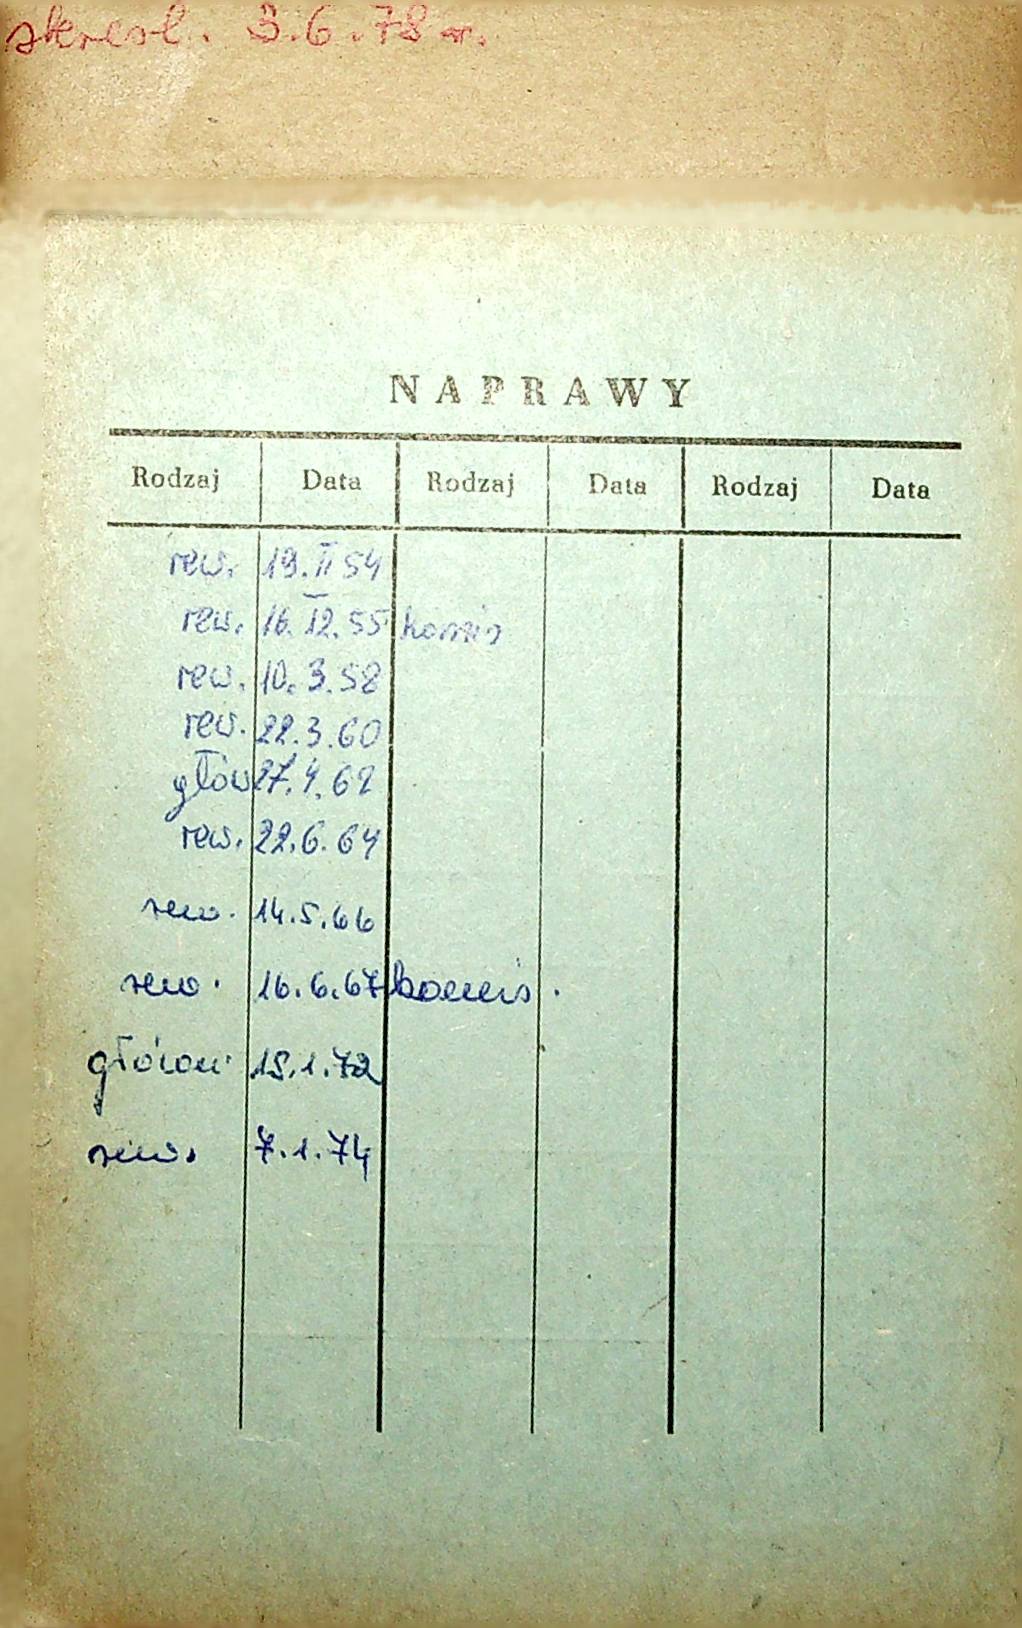 skreśl. 3.6.78 r.
NAPRAWY
Rodzaj Data Rodzaj Data Rodzaj Data
rew. 19.II 54
rew. 16.12.55 komis
rew. 10.3.58
rew. 22.3.60
głów 27.4.62
rew. 22.6.64
rew. 14.5.66
rew. 16.6.67 komis.
główn. 15.1.72
rew. 7.1.74